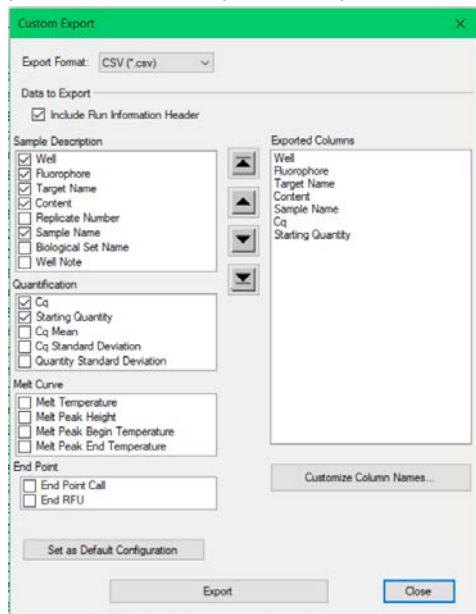 Custom Export
Export Format: CSV (*.csv)
Data to Export
Include Run Information Header
Sample Description
Well
Fluorophore
Target Name
Content
Replicate Number
Sample Name
Biological Set Name
Well Note
Quantification
Cq
Starting Quantity
Cq Mean
Cq Standard Deviation
Quantity Standard Deviation
Melt Curve
Melt Temperature
Melt Peak Height
Melt Peak Begin Temperature
Melt Peak End Temperature
End Point
End Point Call
End RFU
Exported Columns
Well
Fluorophore
Target Name
Content
Sample Name
Cq
Starting Quantity
Customize Column Names...
Set as Default Configuration
Export
Close